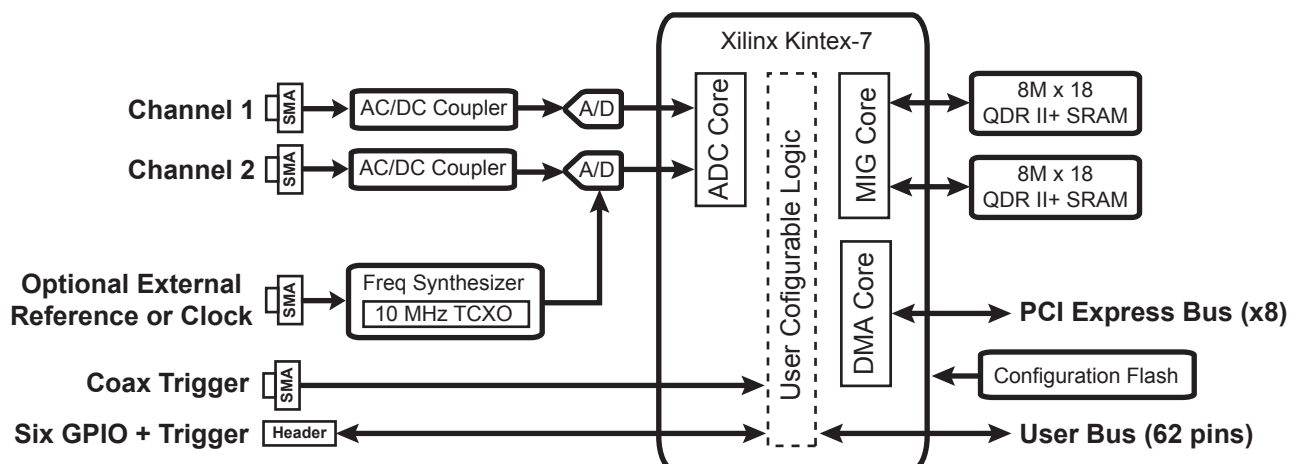 Xilinx Kintex-7
Channel 1
SMA
AC/DC Coupler
A/D
ADC Core
User Cofigurable Logic
MIG Core
8M x 18
QDR II+ SRAM
Channel 2
SMA
AC/DC Coupler
A/D
8M x 18
QDR II+ SRAM
Optional External
Reference or Clock
SMA
Freq Synthesizer
10 MHz TCXO
DMA Core
PCI Express Bus (x8)
Coax Trigger
SMA
Configuration Flash
Six GPIO + Trigger
Header
User Bus (62 pins)